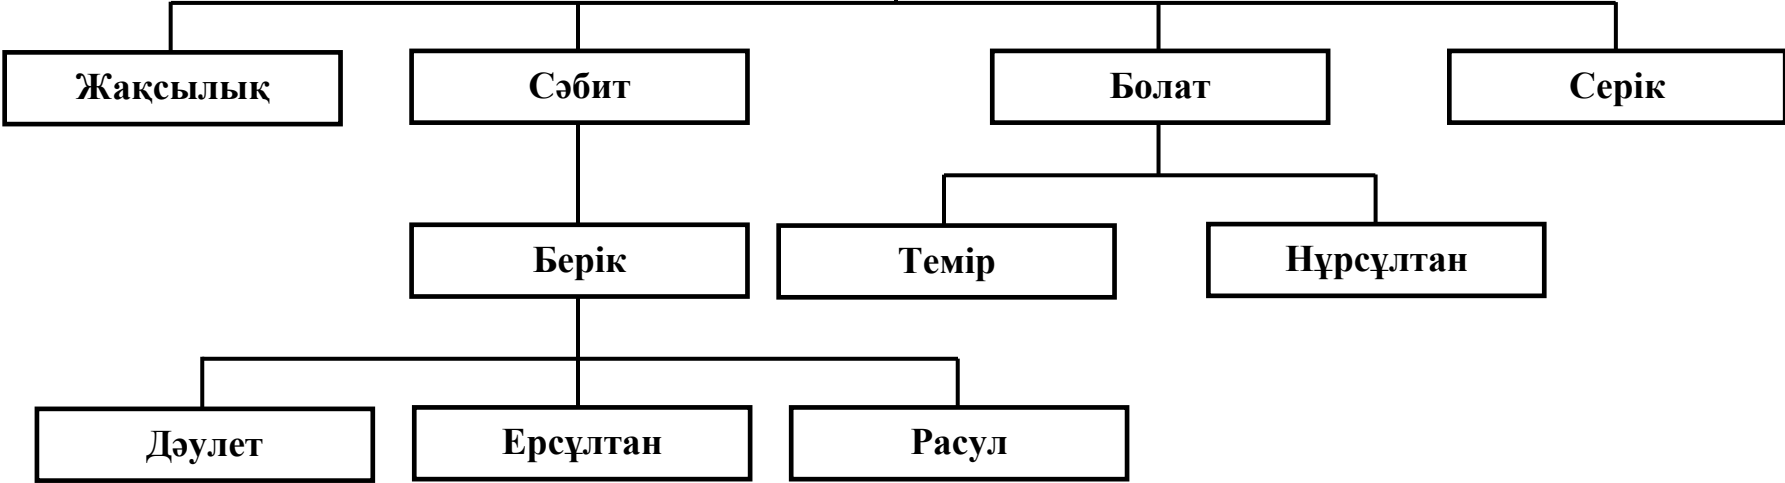 Жақсылық
Сәбит
Болат
Серік
Берік
Темір
Нұрсұлтан
Дәулет
Ерсұлтан
Расул